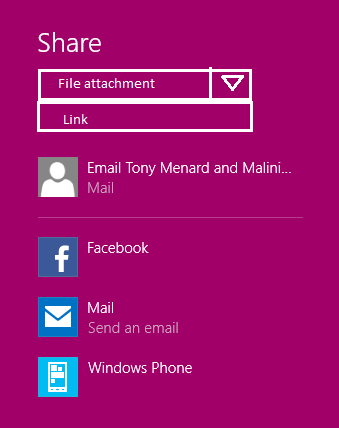 Share
File attachment
Link
Email Tony Menard and Malini...
Mail
Facebook
Mail
Send an email
Windows Phone